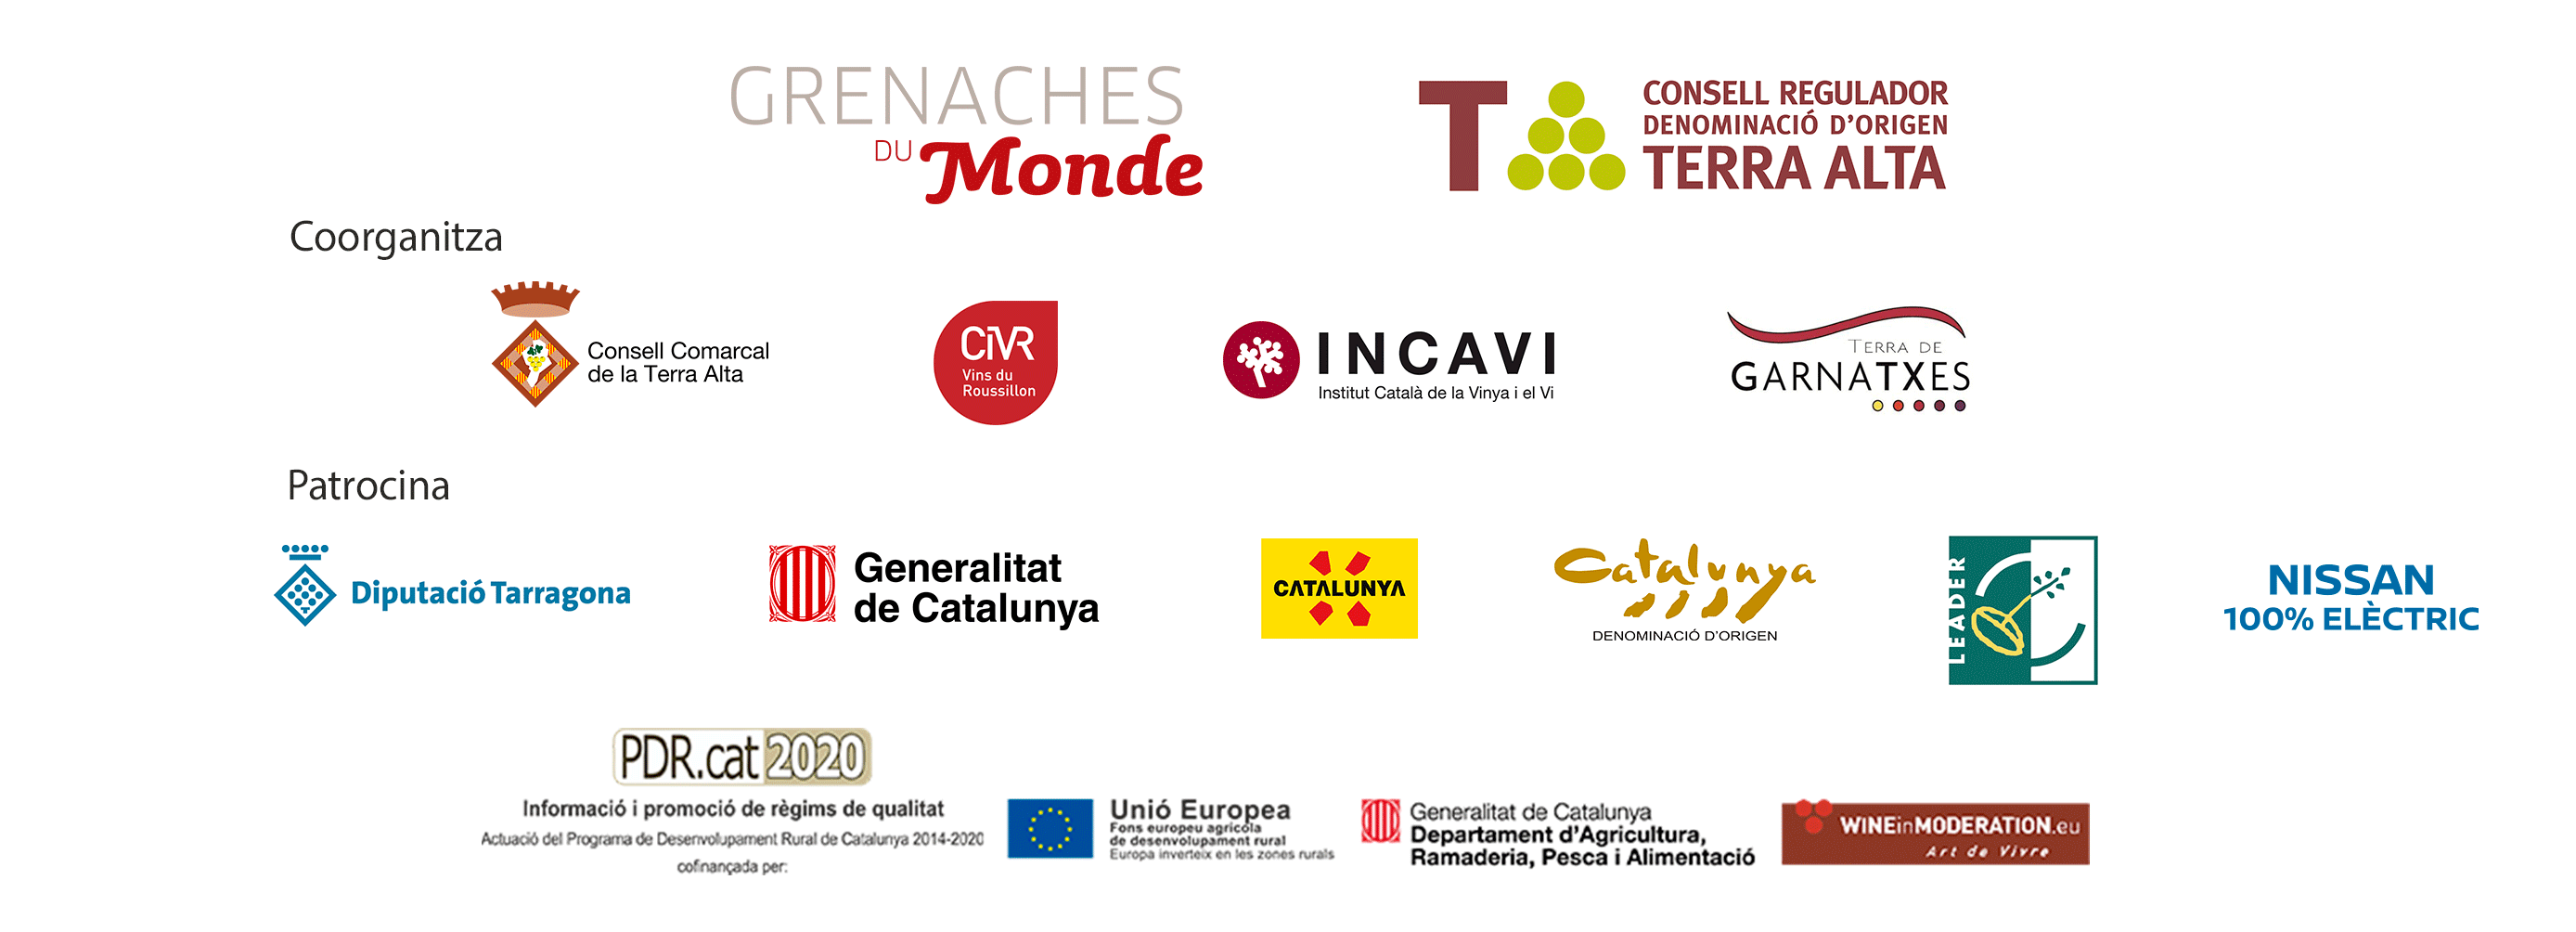 GRENACHES
DU Monde
T
CONSELL REGULADOR
DENOMINACIÓ D'ORIGEN
TERRA ALTA
Coorganitza
Consell Comarcal
de la Terra Alta
CIVR
Vins du
Roussillon
INCAVI
Institut Català de la Vinya i el Vi
TERRA DE
GARNATXES
Patrocina
Diputació Tarragona
Generalitat
de Catalunya
CATALUNYA
Catalunya
DENOMINACIÓ D'ORIGEN
LEADER
NISSAN
100% ELÈCTRIC
PDR.cat 2020
Informació i promoció de règims de qualitat
Actuació del Programa de Desenvolupament Rural de Catalunya 2014-2020
cofinançada per:
Unió Europea
Fons europeu agrícola
de desenvolupament rural
Europa inverteix en les zones rurals
Generalitat de Catalunya
Departament d'Agricultura,
Ramaderia, Pesca i Alimentació
WINEinMODERATION.eu
Art de Vivre